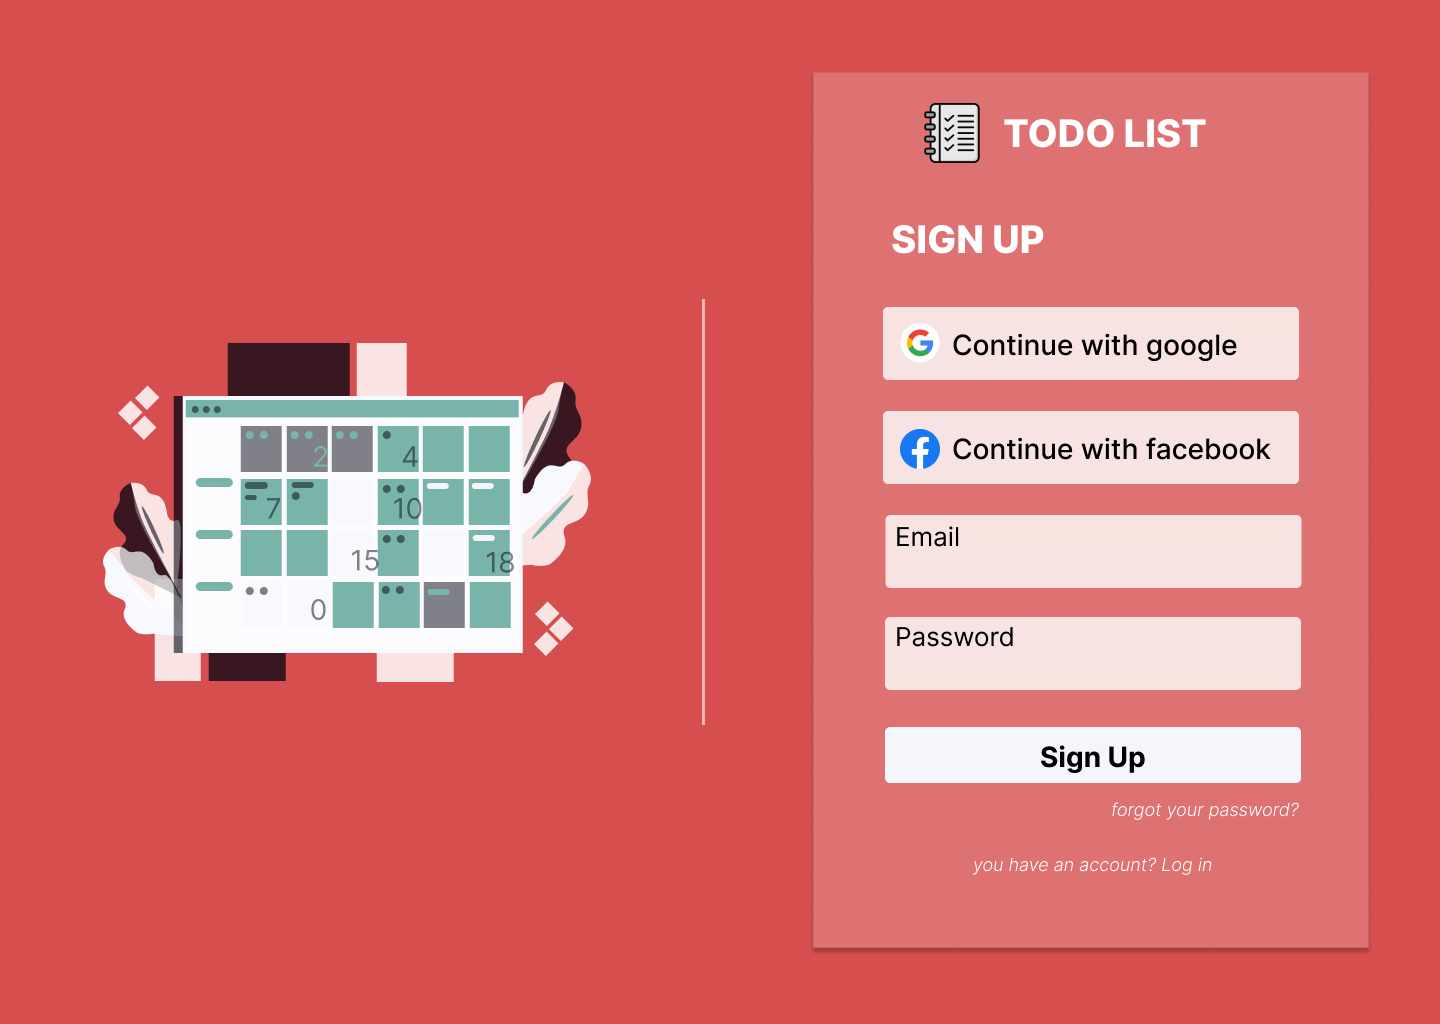 2
4
7
10
15
18
0
TODO LIST
SIGN UP
Continue with google
Continue with facebook
Email
Password
Sign Up
forgot your password?
you have an account? Log in